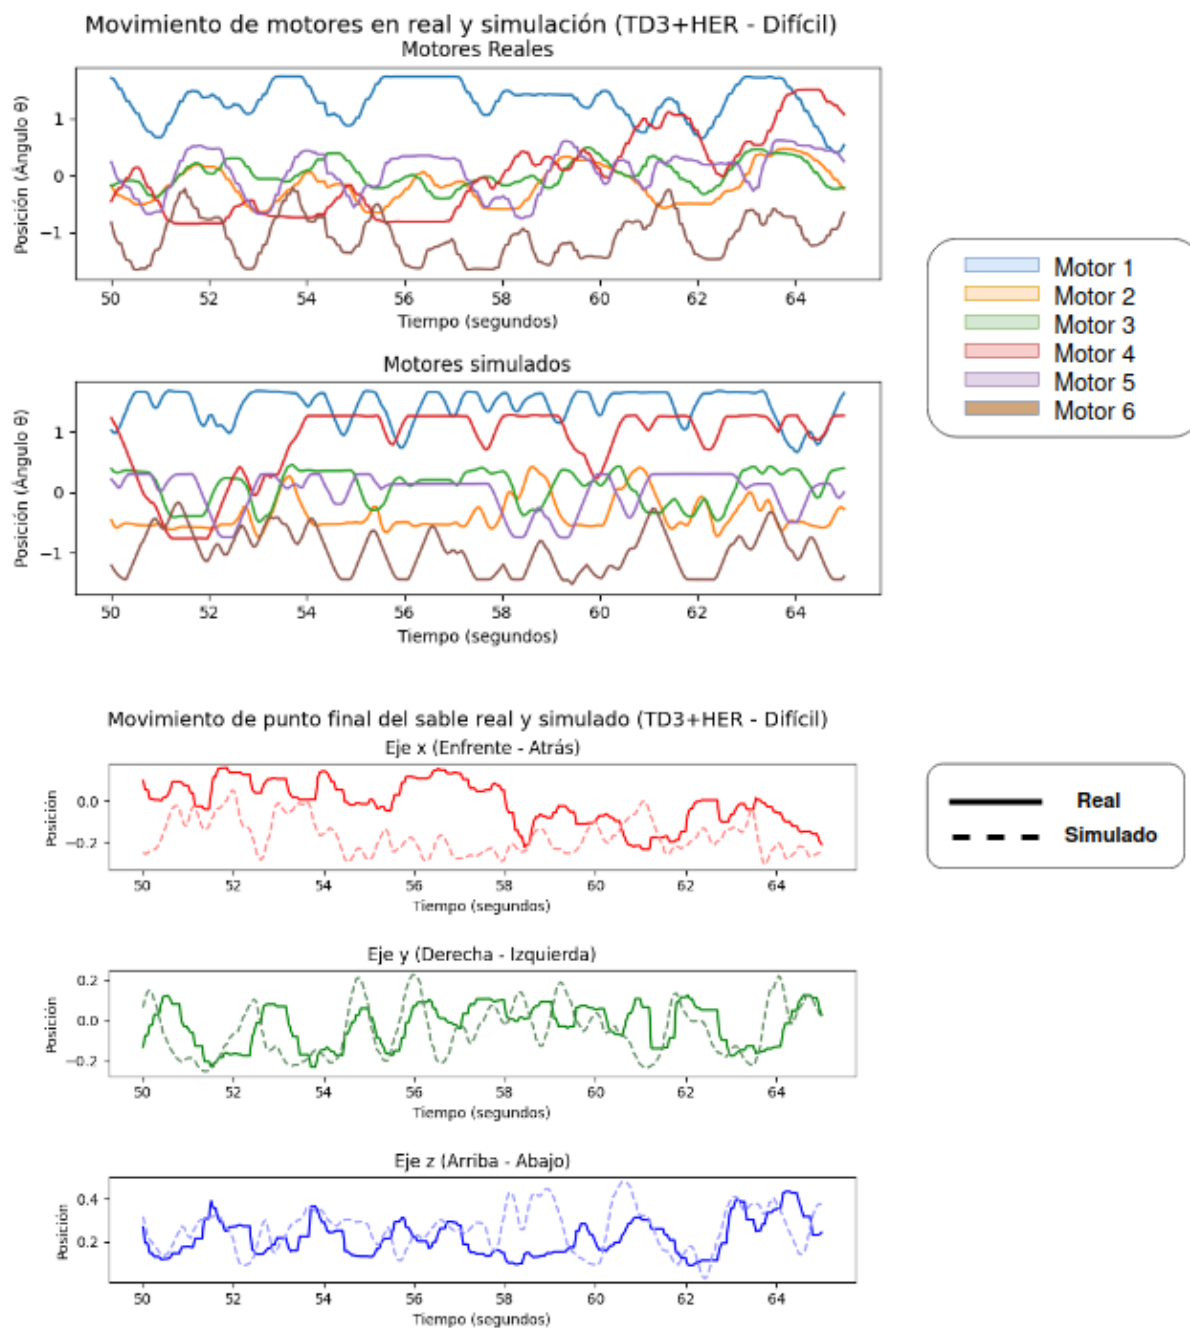 Movimiento de motores en real y simulación (TD3+HER - Difícil)
Motores Reales
Posición (Ángulo θ)
1
0
−1
50 52 54 56 58 60 62 64
Tiempo (segundos)
Motor 1
Motor 2
Motor 3
Motor 4
Motor 5
Motor 6
Motores simulados
Posición (Ángulo θ)
1
0
−1
50 52 54 56 58 60 62 64
Tiempo (segundos)
Movimiento de punto final del sable real y simulado (TD3+HER - Difícil)
Eje x (Enfrente - Atrás)
Posición
0.0
−0.2
50 52 54 56 58 60 62 64
Tiempo (segundos)
Real
Simulado
Eje y (Derecha - Izquierda)
Posición
0.2
0.0
−0.2
50 52 54 56 58 60 62 64
Tiempo (segundos)
Eje z (Arriba - Abajo)
Posición
0.4
0.2
50 52 54 56 58 60 62 64
Tiempo (segundos)